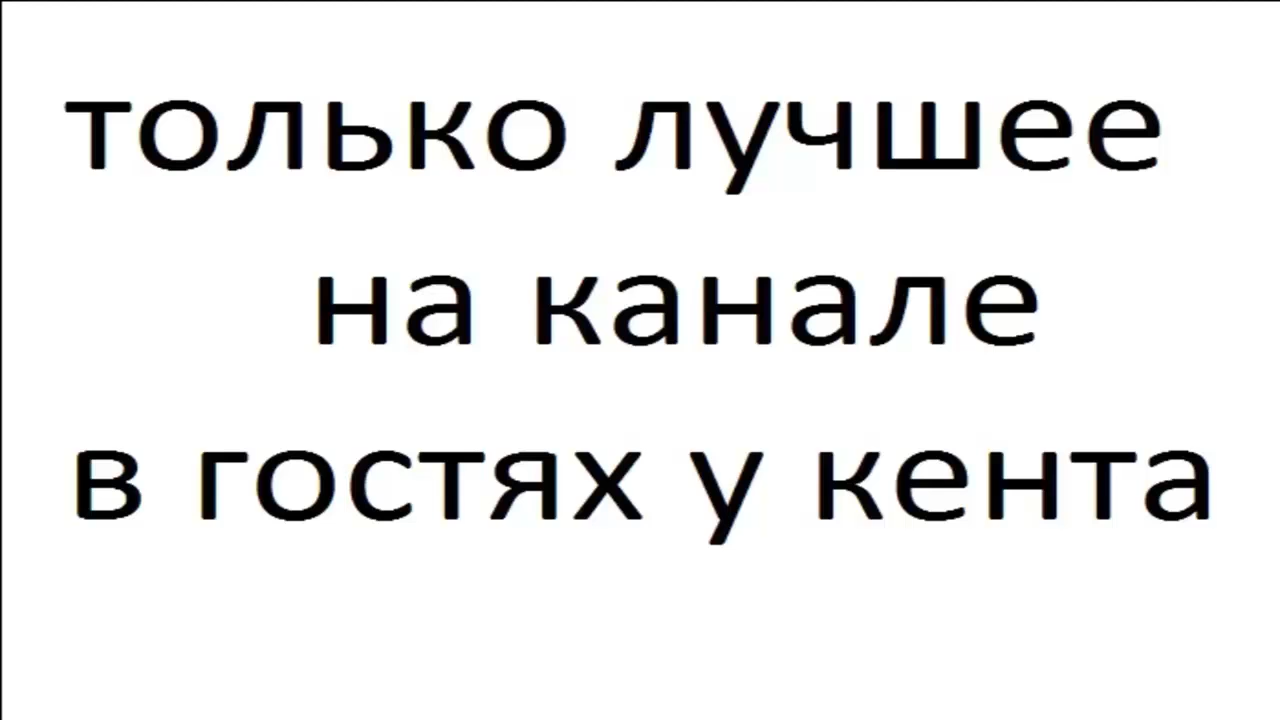 только лучшее
на канале
в гостях у кента